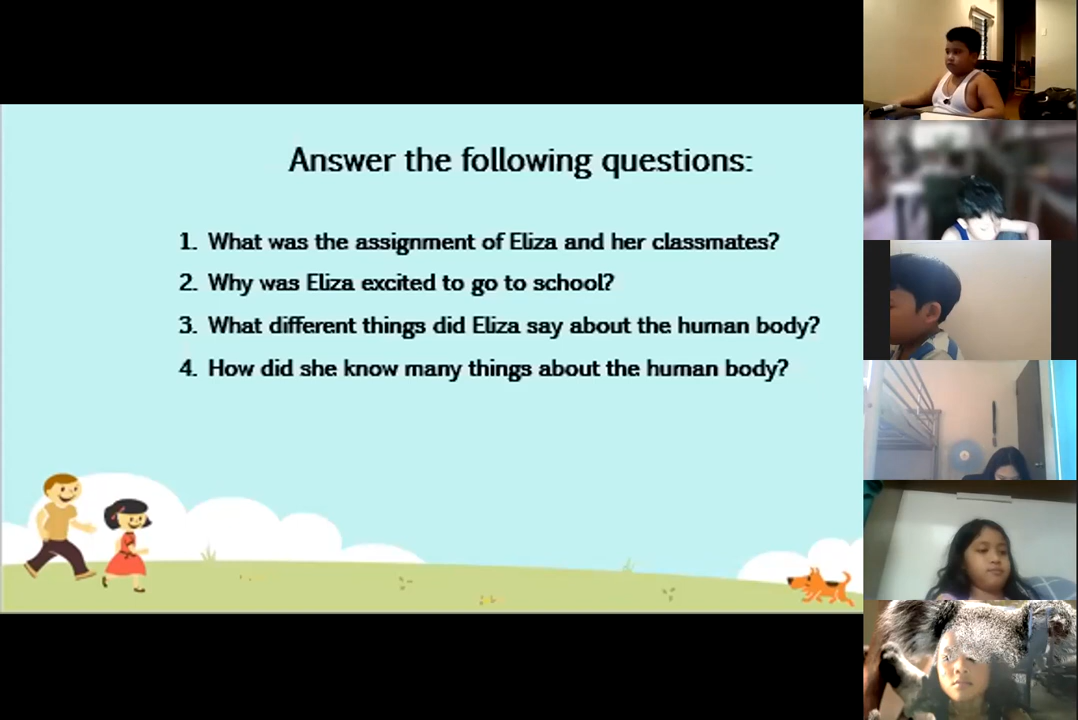 Answer the following questions:
1. What was the assignment of Eliza and her classmates?
2. Why was Eliza excited to go to school?
3. What different things did Eliza say about the human body?
4. How did she know many things about the human body?